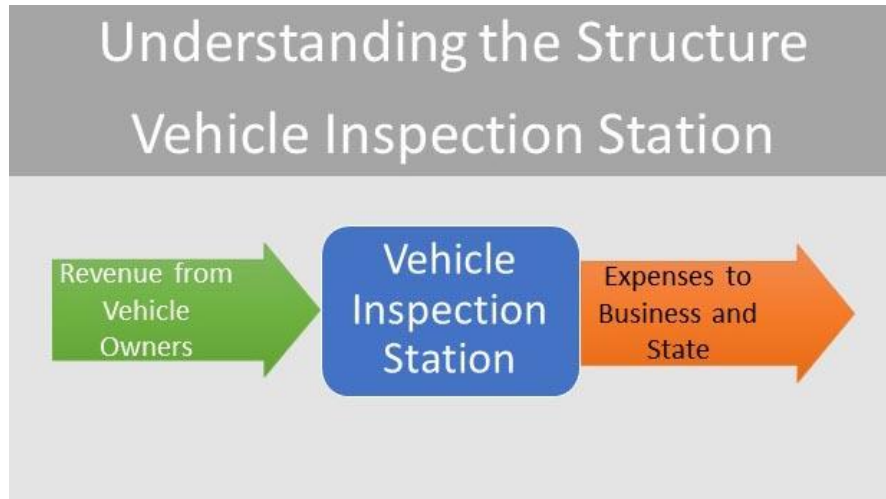 Understanding the Structure
Vehicle Inspection Station
Revenue from
Vehicle
Owners
Vehicle
Inspection
Station
Expenses to
Business and
State